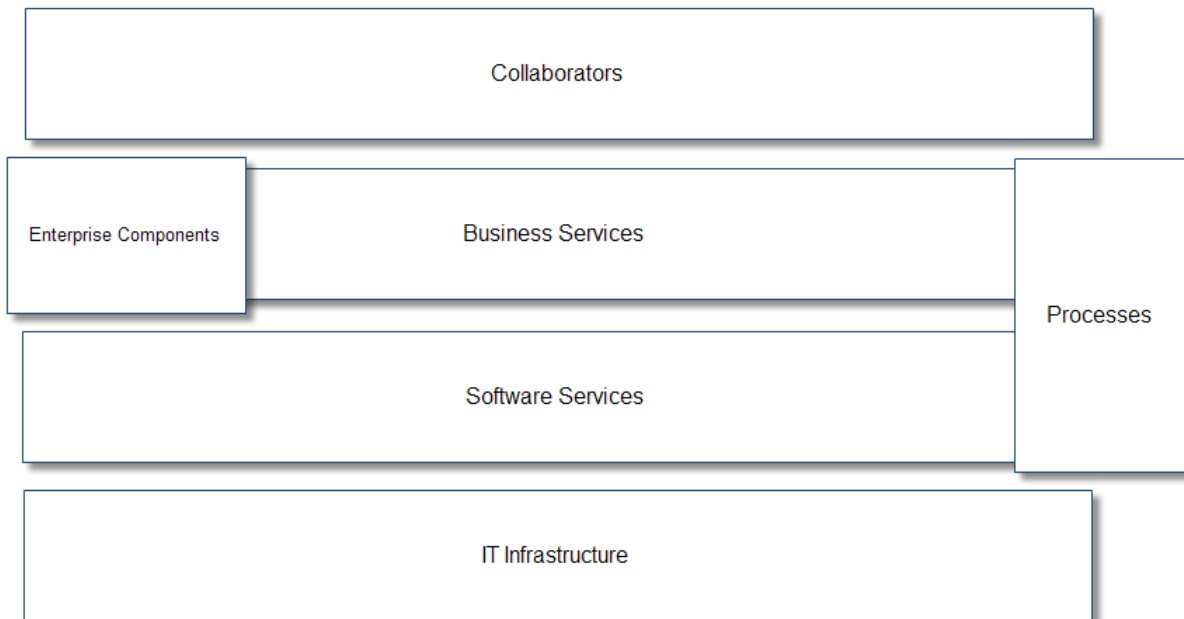 Collaborators
Enterprise Components
Business Services
Processes
Software Services
IT Infrastructure